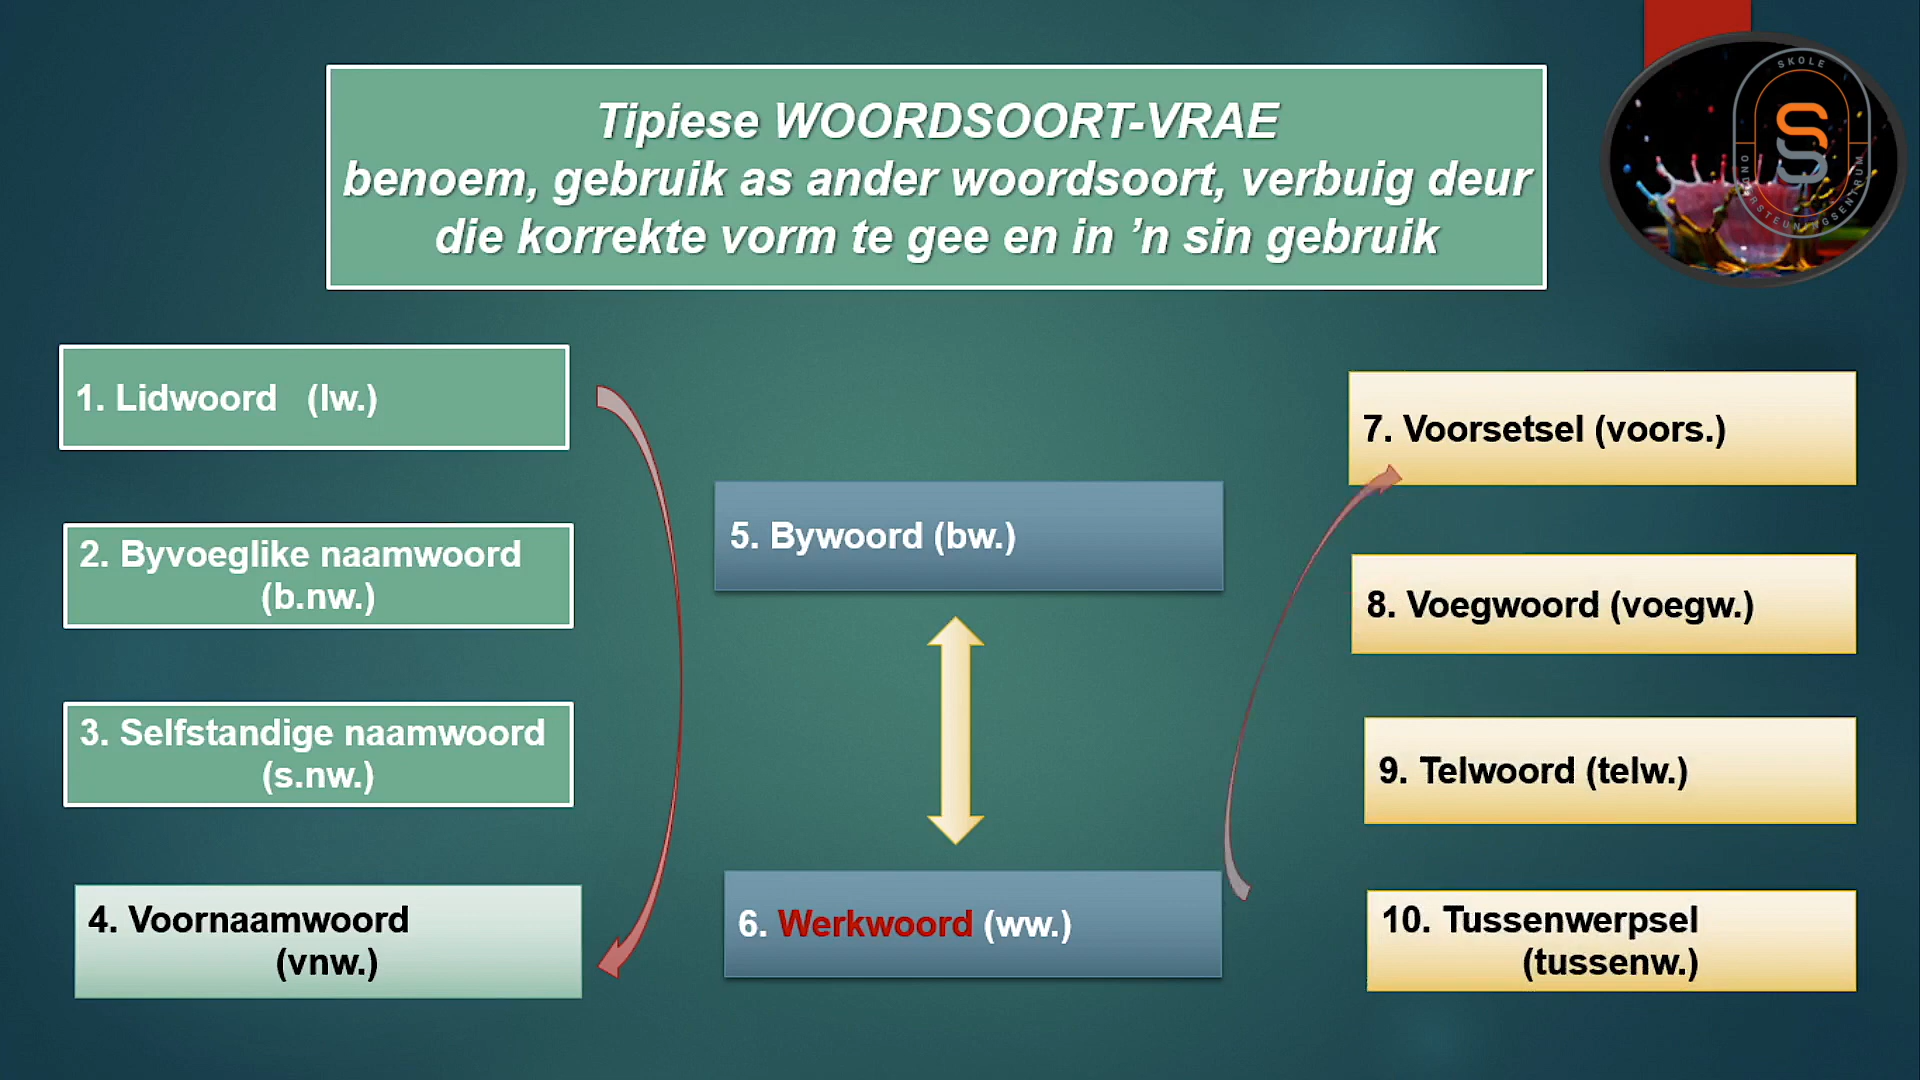 Tipiese WOORDSOORT-VRAE
benoem, gebruik as ander woordsoort, verbuig deur
die korrekte vorm te gee en in ’n sin gebruik
SKOLE
ONDERSTEUNINGSENTRUM
1. Lidwoord (lw.)
2. Byvoeglike naamwoord
(b.nw.)
3. Selfstandige naamwoord
(s.nw.)
4. Voornaamwoord
(vnw.)
5. Bywoord (bw.)
6. Werkwoord (ww.)
7. Voorsetsel (voors.)
8. Voegwoord (voegw.)
9. Telwoord (telw.)
10. Tussenwerpsel
(tussenw.)